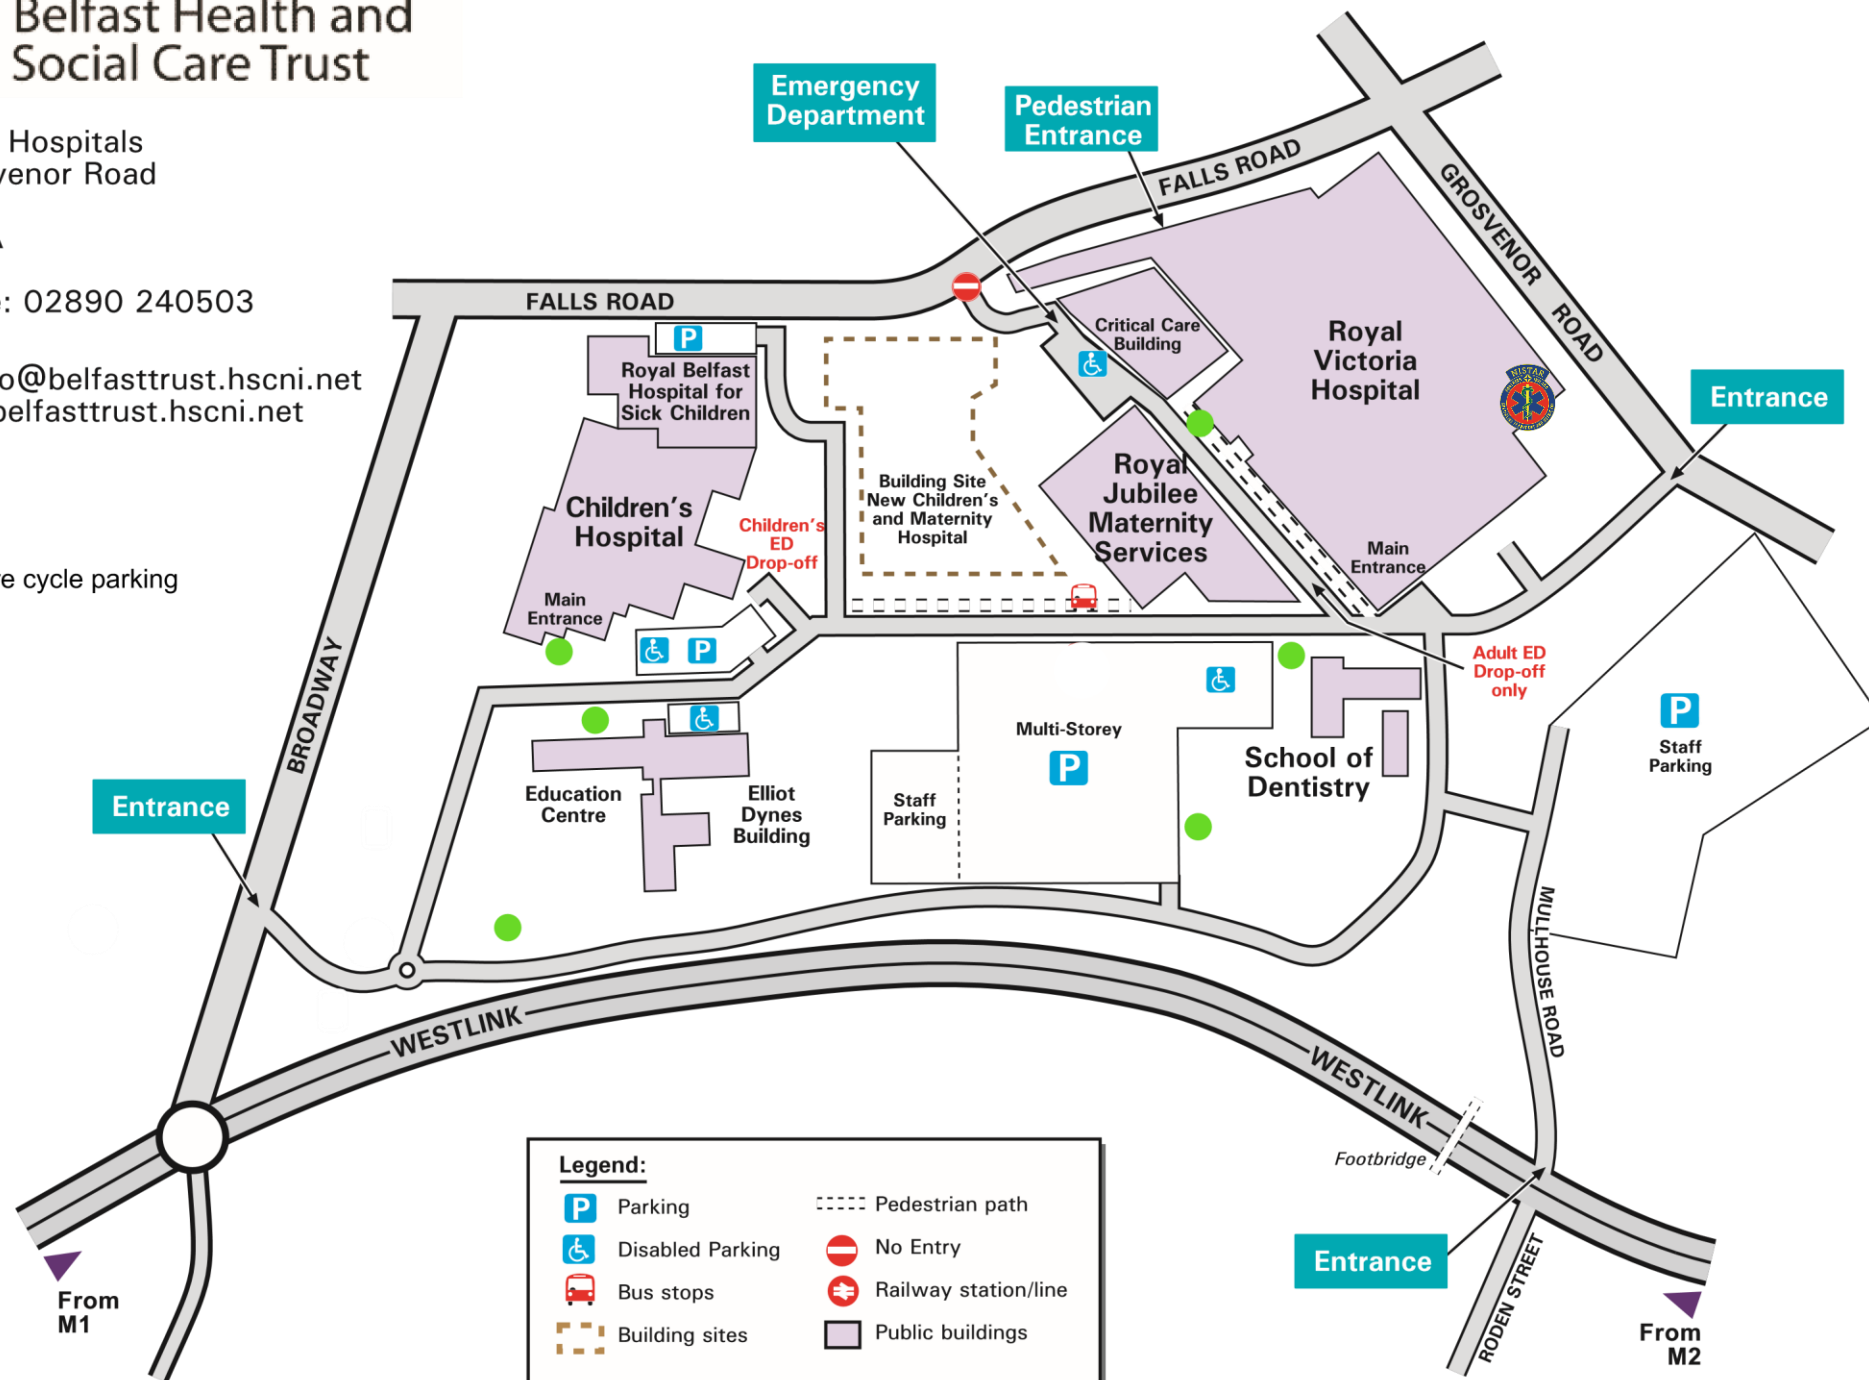 Belfast Health and
Social Care Trust
Hospitals
venor Road
e: 02890 240503
o@belfasttrust.hscni.net
belfasttrust.hscni.net
re cycle parking
Emergency
Department
Pedestrian
Entrance
FALLS ROAD
GROSVENOR ROAD
FALLS ROAD
P
Royal Belfast
Hospital for
Sick Children
Critical Care
Building
Royal
Victoria
Hospital
NISTAR
Entrance
Children's
Hospital
Main
Entrance
Children's
ED
Drop-off
Building Site
New Children's
and Maternity
Hospital
Royal
Jubilee
Maternity
Services
Main
Entrance
P
Adult ED
Drop-off
only
BROADWAY
Multi-Storey
P
Staff
Parking
School of
Dentistry
P
Staff
Parking
Education
Centre
Elliot
Dynes
Building
Entrance
MULLHOUSE ROAD
WESTLINK
WESTLINK
Footbridge
Entrance
RODEN STREET
From
M1
From
M2
Legend:
P Parking
Disabled Parking
Bus stops
Building sites
Pedestrian path
No Entry
Railway station/line
Public buildings